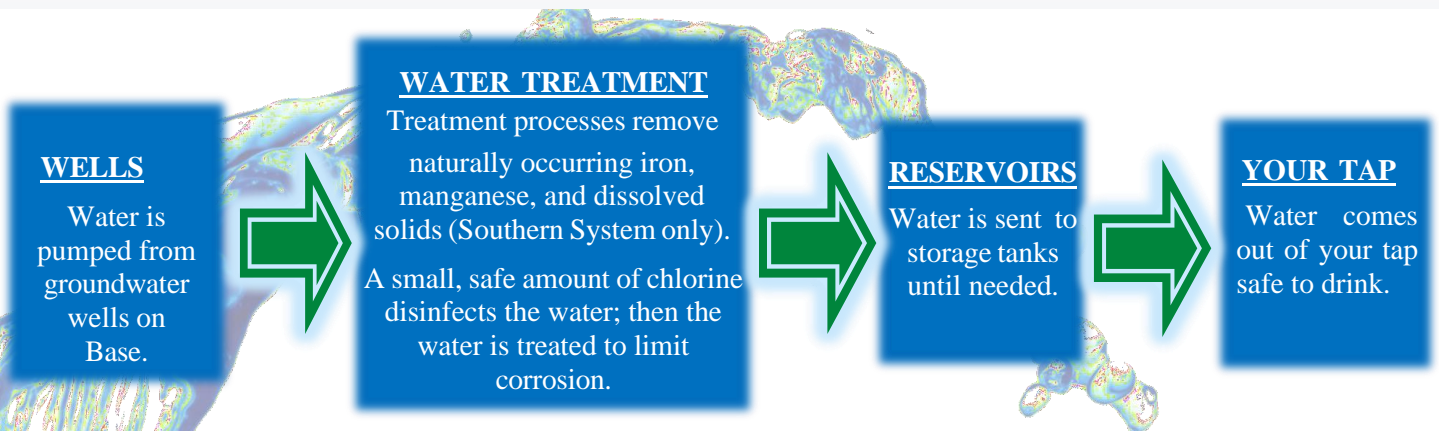 WELLS
Water is
pumped from
groundwater
wells on
Base.
WATER TREATMENT
Treatment processes remove
naturally occurring iron,
manganese, and dissolved
solids (Southern System only).
A small, safe amount of chlorine
disinfects the water; then the
water is treated to limit
corrosion.
RESERVOIRS
Water is sent to
storage tanks
until needed.
YOUR TAP
Water comes
out of your tap
safe to drink.